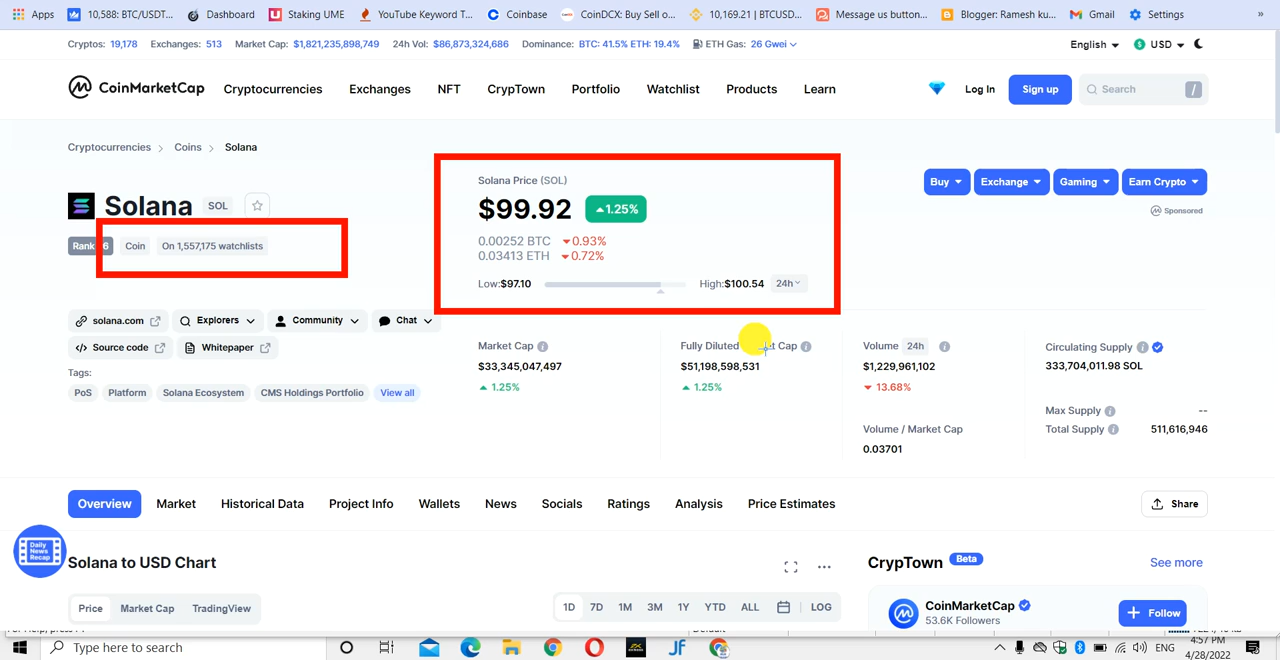 Apps 10,588: BTC/USDT... Dashboard Staking UME YouTube Keyword T... Coinbase CoinDCX: Buy Sell o... 10,169.21 | BTCUSD... Message us button... Blogger: Ramesh ku... Gmail Settings »
Cryptos: 19,178 Exchanges: 513 Market Cap: $1,821,235,898,749 24h Vol: $86,873,324,686 Dominance: BTC: 41.5% ETH: 19.4% ETH Gas: 26 Gwei English USD
CoinMarketCap Cryptocurrencies Exchanges NFT CrypTown Portfolio Watchlist Products Learn Log In Sign up Search /
Cryptocurrencies > Coins > Solana
Solana SOL
Rank 6 Coin On 1,557,175 watchlists
Solana Price (SOL)
$99.92 1.25%
0.00252 BTC 0.93%
0.03413 ETH 0.72%
Low:$97.10 High:$100.54 24h
Buy Exchange Gaming Earn Crypto
Sponsored
solana.com Explorers Community Chat
Source code Whitepaper
Tags:
PoS Platform Solana Ecosystem CMS Holdings Portfolio View all
Market Cap
$33,345,047,497
1.25%
Fully Diluted Cap
$51,198,598,531
1.25%
Volume 24h
$1,229,961,102
13.68%
Volume / Market Cap
0.03701
Circulating Supply
333,704,011.98 SOL
Max Supply --
Total Supply 511,616,946
Overview Market Historical Data Project Info Wallets News Socials Ratings Analysis Price Estimates Share
Daily
News
Recap
Solana to USD Chart
Price Market Cap TradingView 1D 7D 1M 3M 1Y YTD ALL LOG
CrypTown Beta See more
CoinMarketCap
53.6K Followers
+ Follow
Type here to search ENG
4:57 PM
4/28/2022